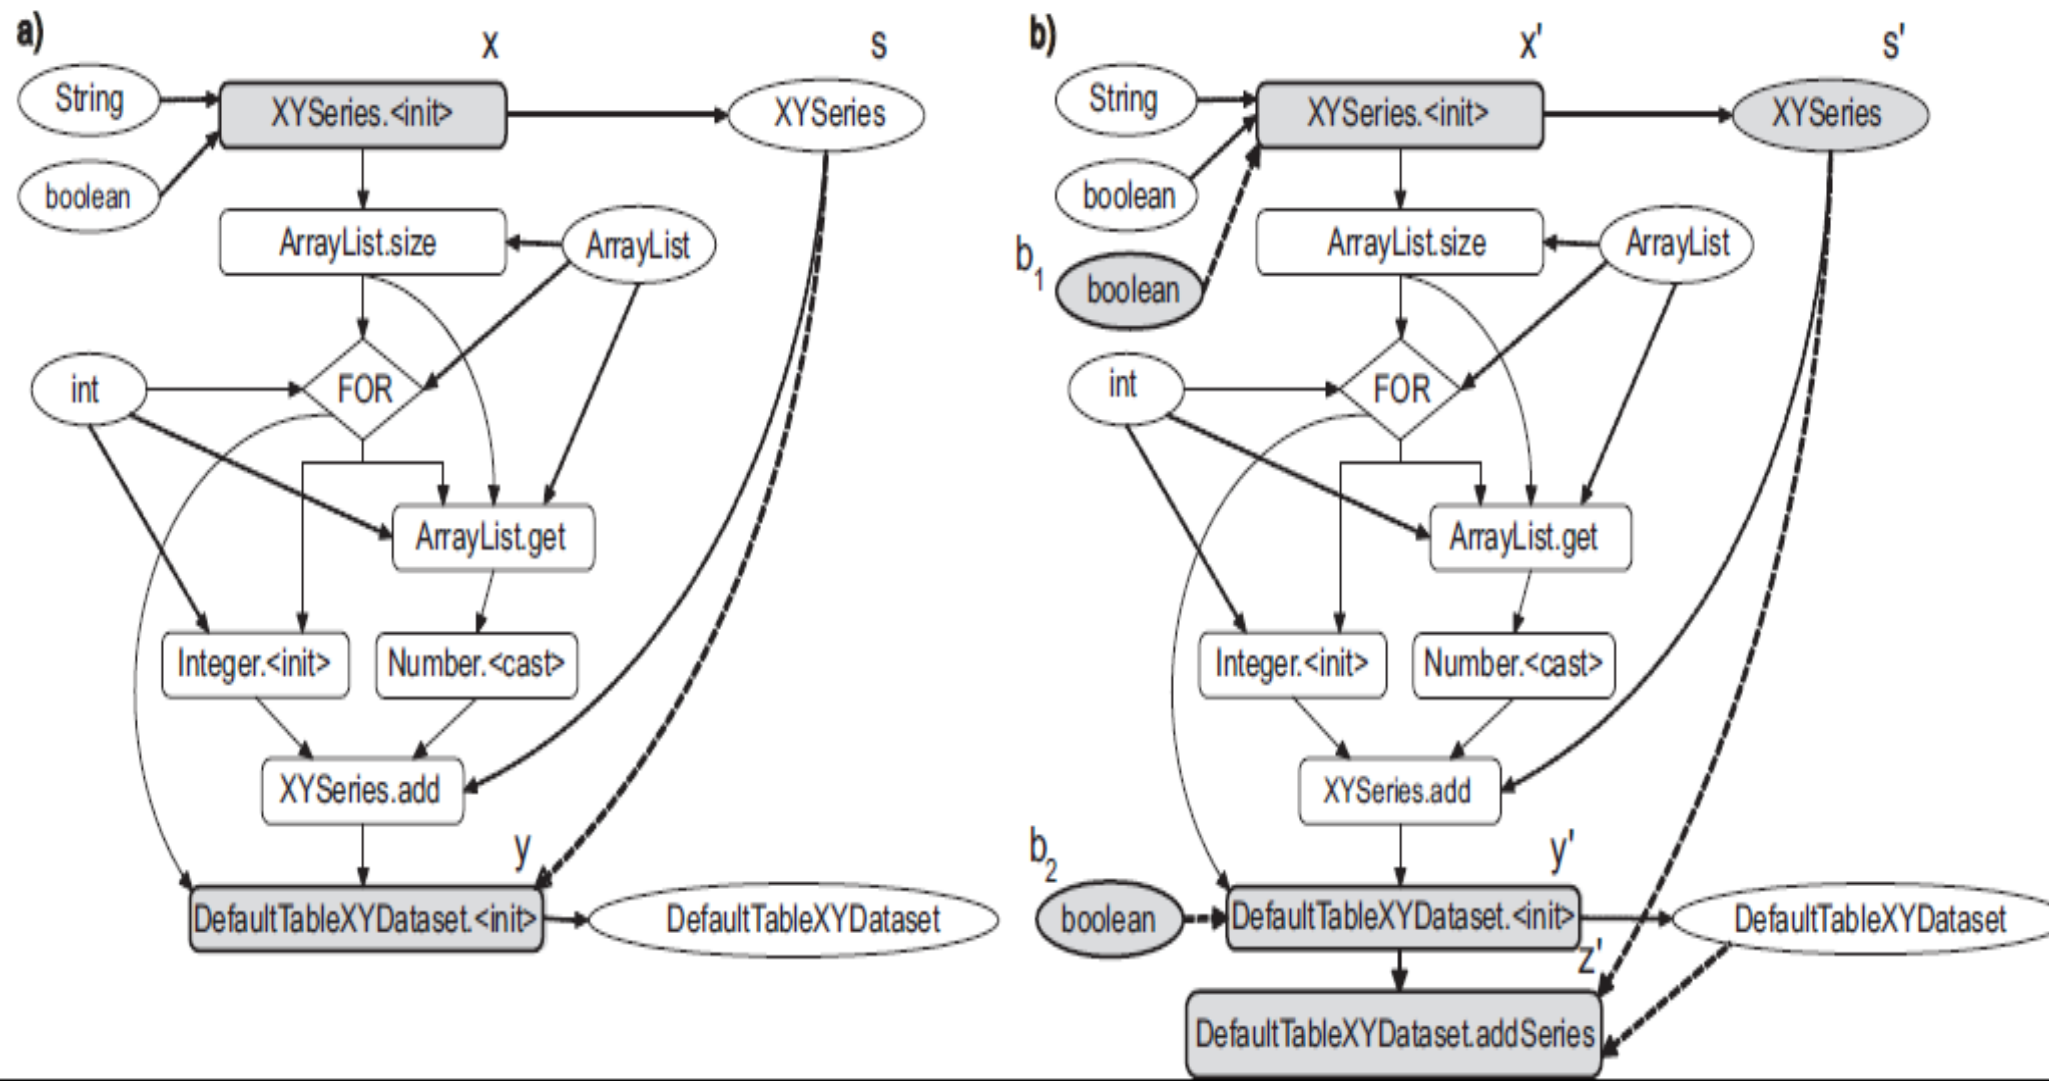 a)
x
s
String
XYSeries.<init>
XYSeries
boolean
ArrayList.size
ArrayList
int
FOR
ArrayList.get
Integer.<init>
Number.<cast>
XYSeries.add
y
DefaultTableXYDataset.<init>
DefaultTableXYDataset
b)
x'
s'
String
XYSeries.<init>
XYSeries
boolean
ArrayList.size
ArrayList
b1
boolean
int
FOR
ArrayList.get
Integer.<init>
Number.<cast>
XYSeries.add
b2
y'
boolean
DefaultTableXYDataset.<init>
DefaultTableXYDataset
z'
DefaultTableXYDataset.addSeries